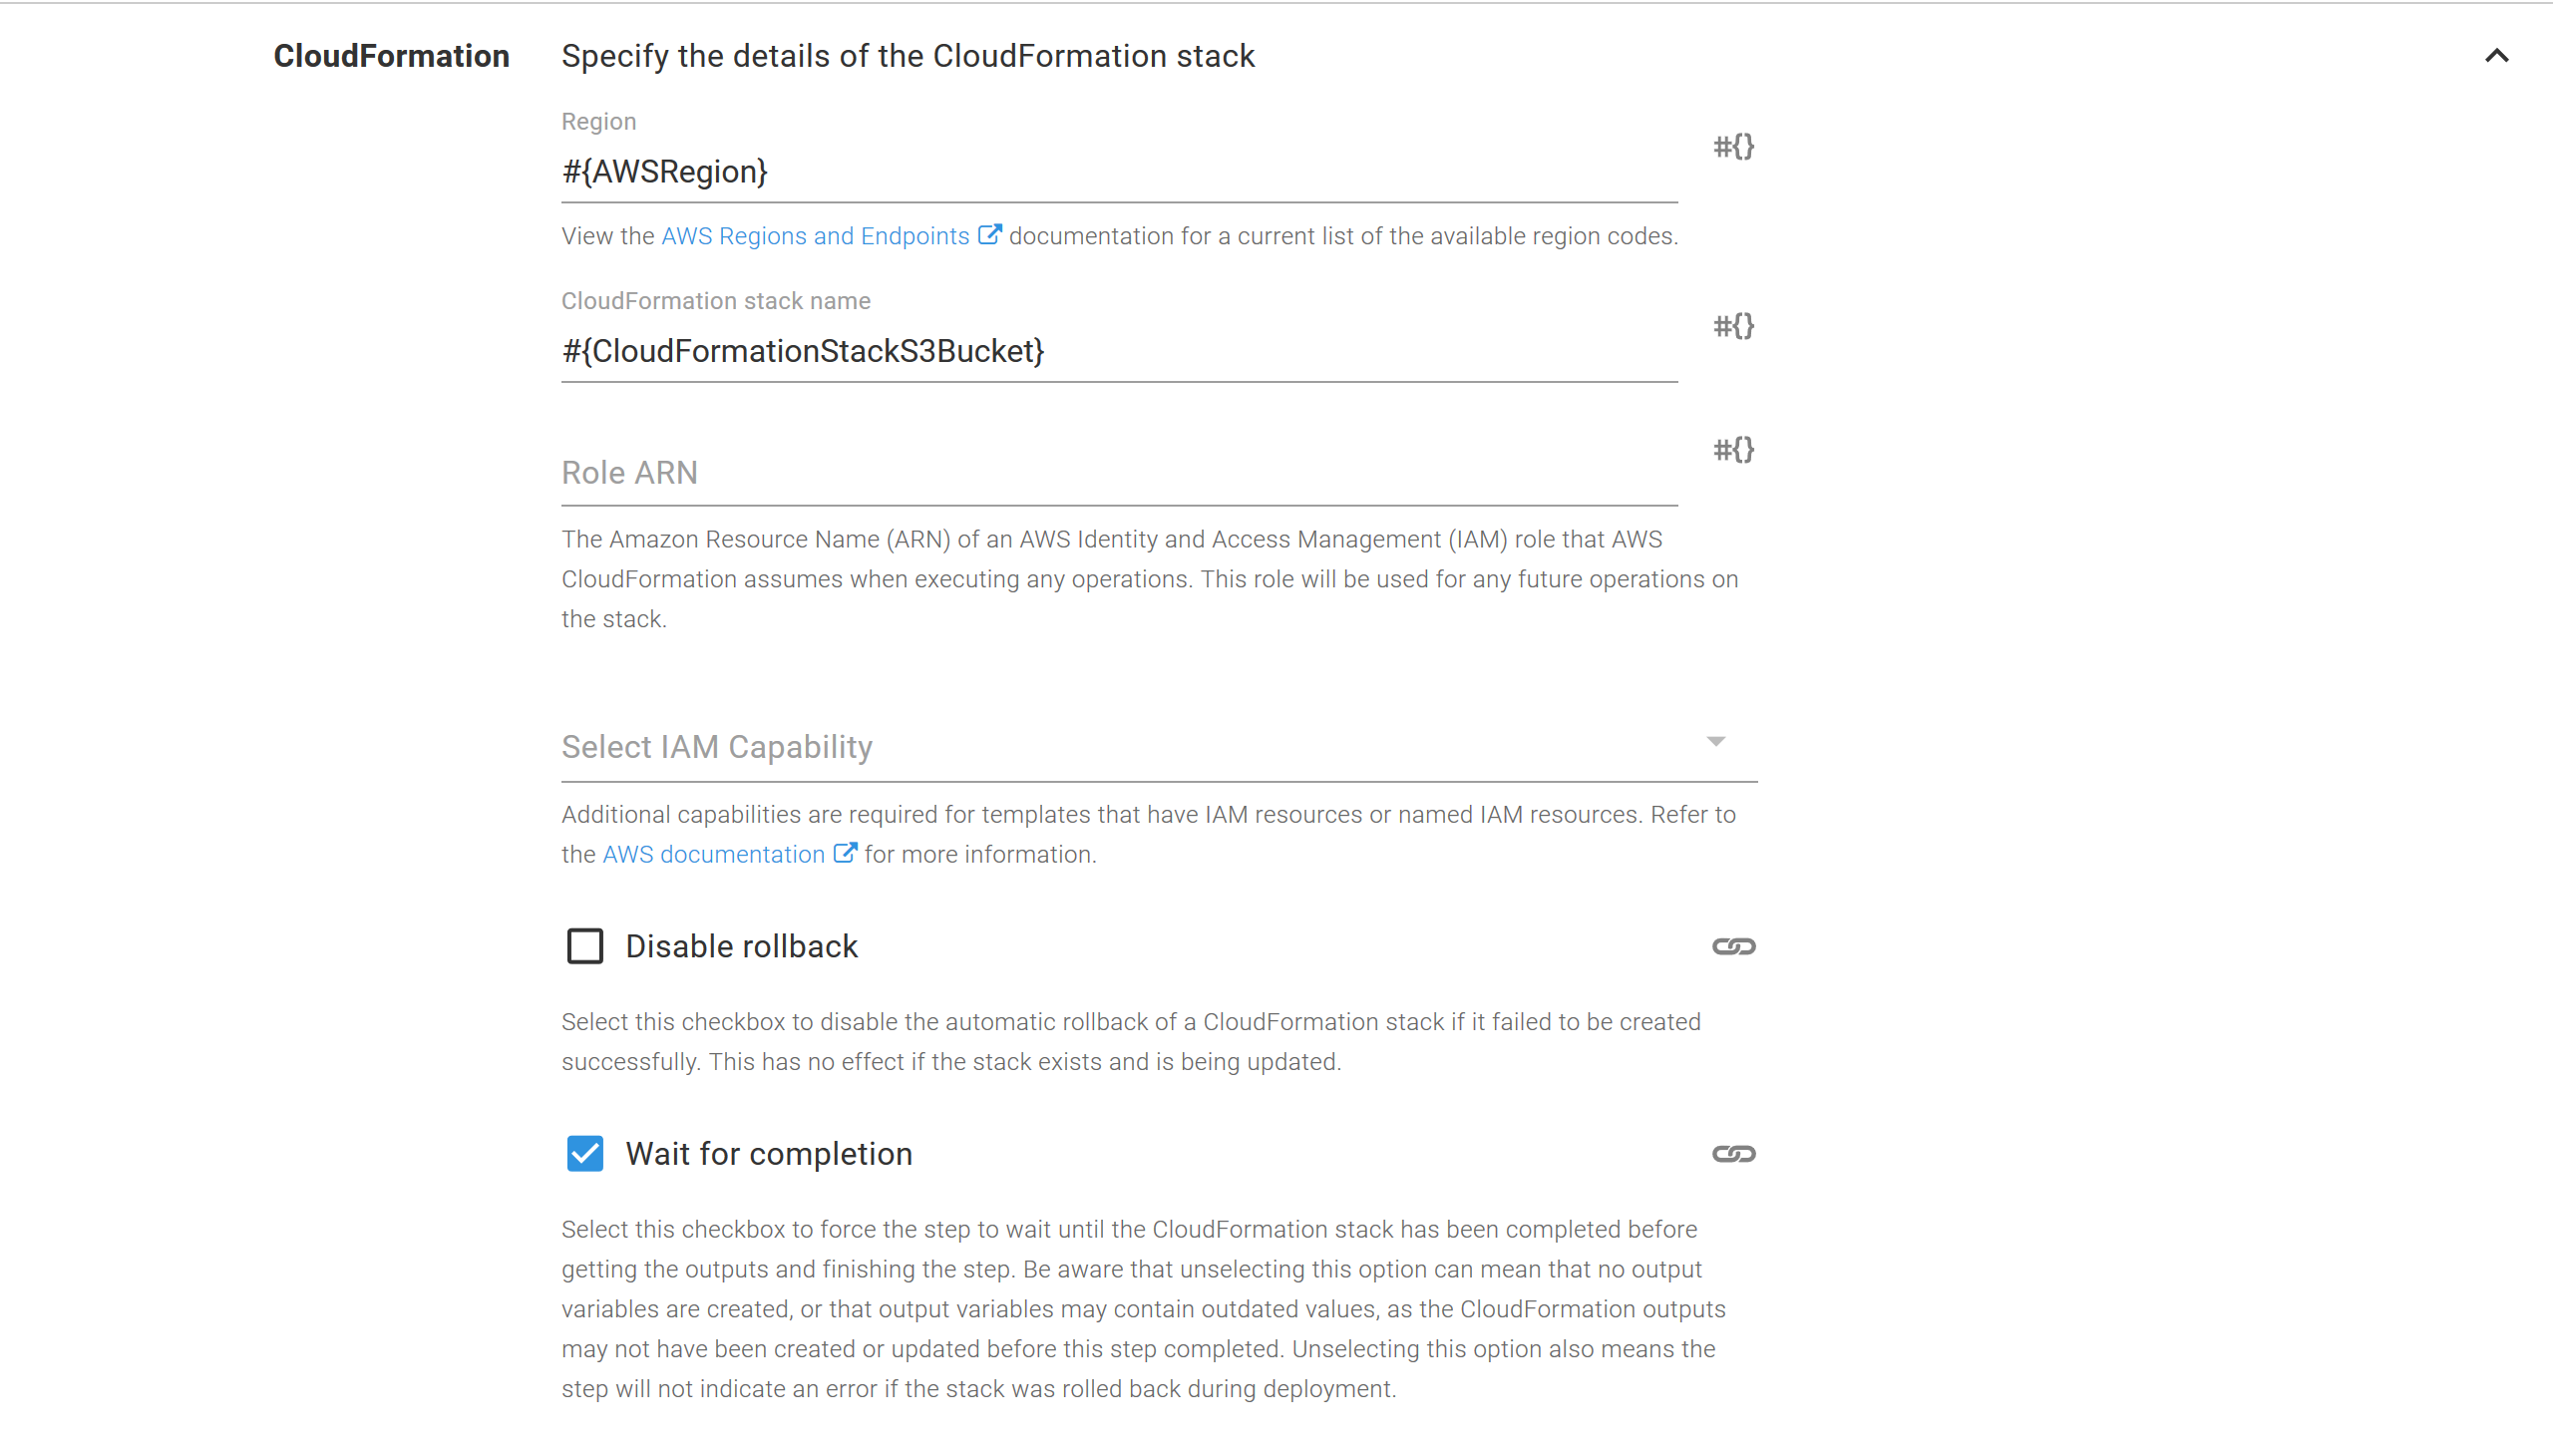 CloudFormation Specify the details of the CloudFormation stack
Region
#{AWSRegion}
#{}
View the AWS Regions and Endpoints documentation for a current list of the available region codes.
CloudFormation stack name
#{CloudFormationStackS3Bucket}
#{}
Role ARN
#{}
The Amazon Resource Name (ARN) of an AWS Identity and Access Management (IAM) role that AWS
CloudFormation assumes when executing any operations. This role will be used for any future operations on
the stack.
Select IAM Capability
Additional capabilities are required for templates that have IAM resources or named IAM resources. Refer to
the AWS documentation for more information.
Disable rollback
Select this checkbox to disable the automatic rollback of a CloudFormation stack if it failed to be created
successfully. This has no effect if the stack exists and is being updated.
Wait for completion
Select this checkbox to force the step to wait until the CloudFormation stack has been completed before
getting the outputs and finishing the step. Be aware that unselecting this option can mean that no output
variables are created, or that output variables may contain outdated values, as the CloudFormation outputs
may not have been created or updated before this step completed. Unselecting this option also means the
step will not indicate an error if the stack was rolled back during deployment.